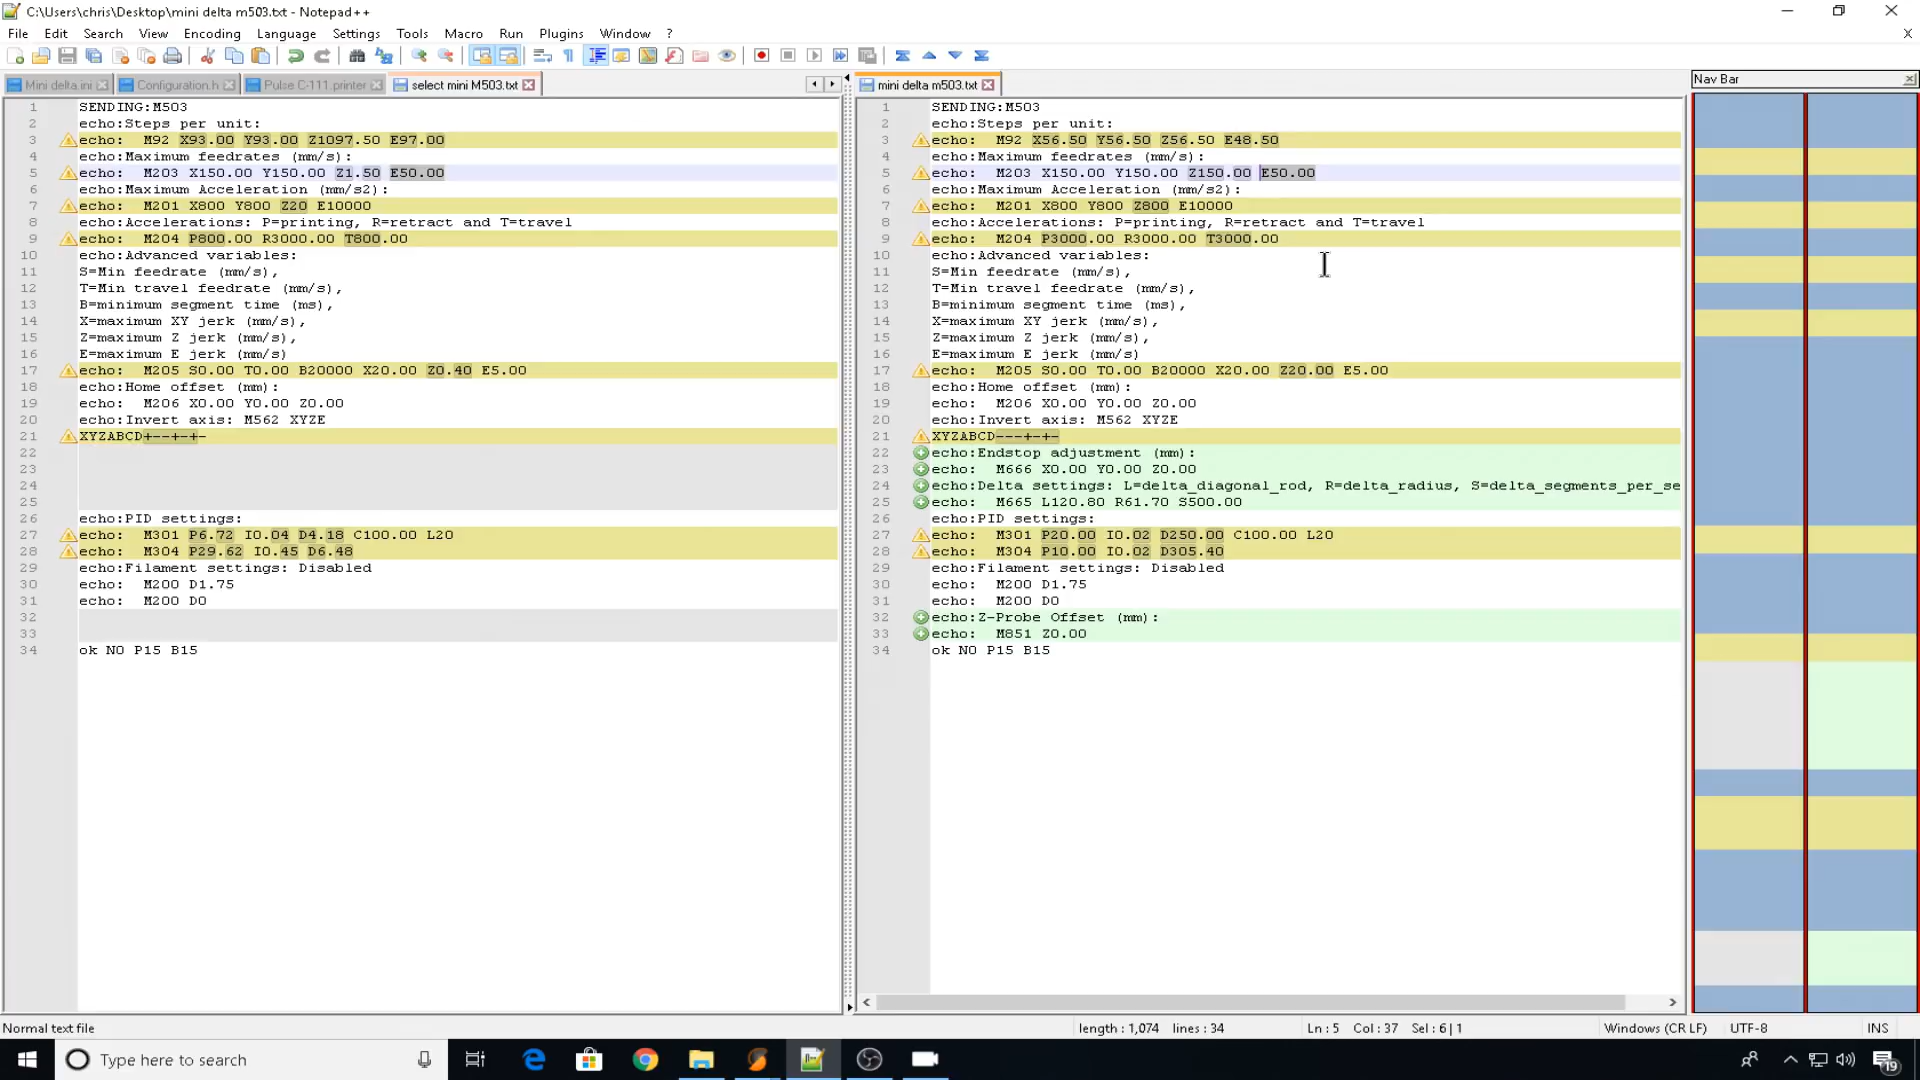 C:\Users\chris\Desktop\mini delta m503.txt - Notepad++
File Edit Search View Encoding Language Settings Tools Macro Run Plugins Window ? X
Mini delta.ini Configuration.h Pulse C-111.printer select mini M503.txt
1 SENDING:M503
2 echo:Steps per unit:
3 echo:  M92 X93.00 Y93.00 Z1097.50 E97.00
4 echo:Maximum feedrates (mm/s):
5 echo:  M203 X150.00 Y150.00 Z1.50 E50.00
6 echo:Maximum Acceleration (mm/s2):
7 echo:  M201 X800 Y800 Z20 E10000
8 echo:Accelerations: P=printing, R=retract and T=travel
9 echo:  M204 P800.00 R3000.00 T800.00
10 echo:Advanced variables:
11 S=Min feedrate (mm/s),
12 T=Min travel feedrate (mm/s),
13 B=minimum segment time (ms),
14 X=maximum XY jerk (mm/s),
15 Z=maximum Z jerk (mm/s),
16 E=maximum E jerk (mm/s)
17 echo:  M205 S0.00 T0.00 B20000 X20.00 Z0.40 E5.00
18 echo:Home offset (mm):
19 echo:  M206 X0.00 Y0.00 Z0.00
20 echo:Invert axis: M562 XYZE
21 XYZABCD+--+-+-
22
23
24
25
26 echo:PID settings:
27 echo:  M301 P6.72 I0.04 D4.18 C100.00 L20
28 echo:  M304 P29.62 I0.45 D6.48
29 echo:Filament settings: Disabled
30 echo:  M200 D1.75
31 echo:  M200 D0
32
33
34 ok N0 P15 B15
mini delta m503.txt
1 SENDING:M503
2 echo:Steps per unit:
3 echo:  M92 X56.50 Y56.50 Z56.50 E48.50
4 echo:Maximum feedrates (mm/s):
5 echo:  M203 X150.00 Y150.00 Z150.00 E50.00
6 echo:Maximum Acceleration (mm/s2):
7 echo:  M201 X800 Y800 Z800 E10000
8 echo:Accelerations: P=printing, R=retract and T=travel
9 echo:  M204 P3000.00 R3000.00 T3000.00
10 echo:Advanced variables:
11 S=Min feedrate (mm/s),
12 T=Min travel feedrate (mm/s),
13 B=minimum segment time (ms),
14 X=maximum XY jerk (mm/s),
15 Z=maximum Z jerk (mm/s),
16 E=maximum E jerk (mm/s)
17 echo:  M205 S0.00 T0.00 B20000 X20.00 Z20.00 E5.00
18 echo:Home offset (mm):
19 echo:  M206 X0.00 Y0.00 Z0.00
20 echo:Invert axis: M562 XYZE
21 XYZABCD---+-+-
22 echo:Endstop adjustment (mm):
23 echo:  M666 X0.00 Y0.00 Z0.00
24 echo:Delta settings: L=delta_diagonal_rod, R=delta_radius, S=delta_segments_per_se
25 echo:  M665 L120.80 R61.70 S500.00
26 echo:PID settings:
27 echo:  M301 P20.00 I0.02 D250.00 C100.00 L20
28 echo:  M304 P10.00 I0.02 D305.40
29 echo:Filament settings: Disabled
30 echo:  M200 D1.75
31 echo:  M200 D0
32 echo:Z-Probe Offset (mm):
33 echo:  M851 Z0.00
34 ok N0 P15 B15
Nav Bar
Normal text file length : 1,074 lines : 34 Ln : 5 Col : 37 Sel : 6 | 1 Windows (CR LF) UTF-8 INS
Type here to search 19